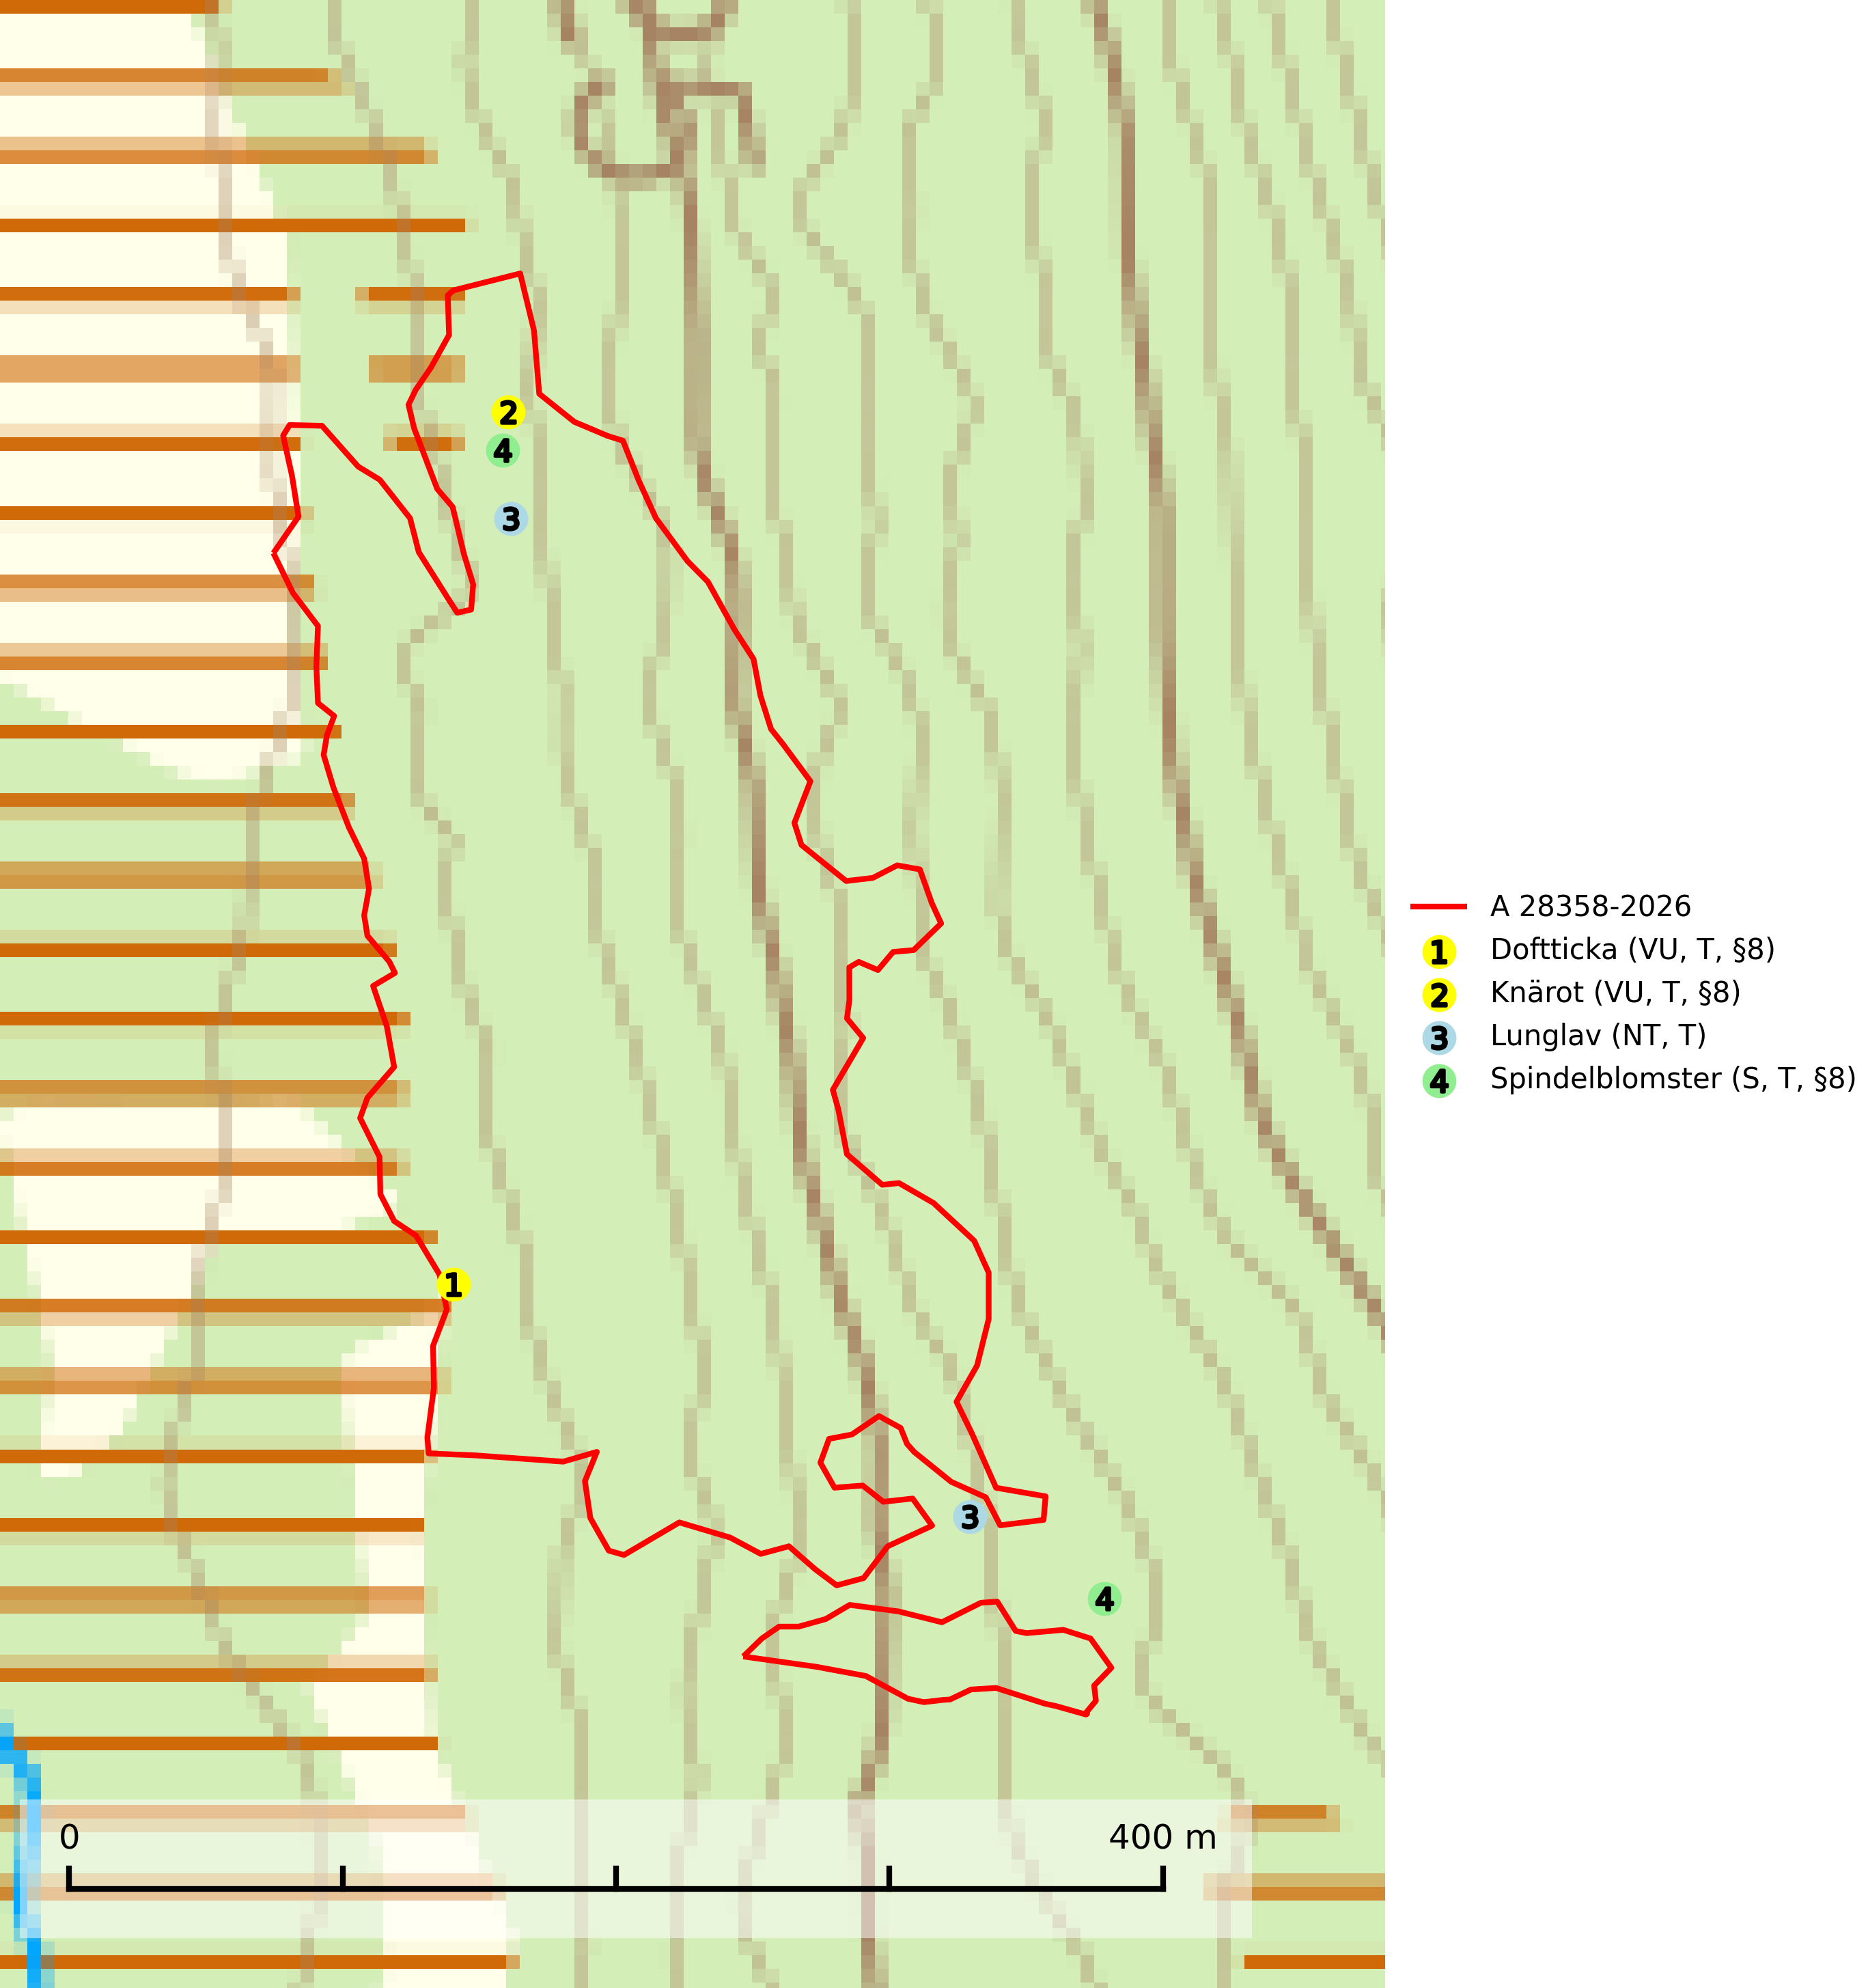 2
4
3
1
3
4
0 400 m
A 28358-2026
1 Doftticka (VU, T, §8)
2 Knärot (VU, T, §8)
3 Lunglav (NT, T)
4 Spindelblomster (S, T, §8)